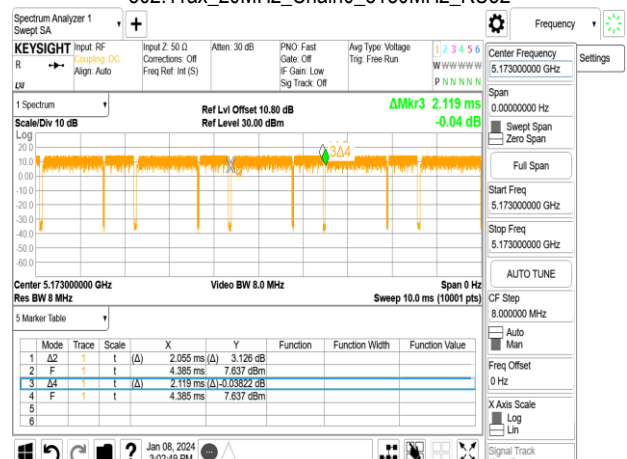 Spectrum Analyzer 1
Swept SA
Frequency
KEYSIGHT
R
Input: RF
Coupling: DC
Align: Auto
Input Z: 50 Ω
Corrections: Off
Freq Ref: Int (S)
Atten: 30 dB
PNO: Fast
Gate: Off
IF Gain: Low
Sig Track: Off
Avg Type: Voltage
Trig: Free Run
1 2 3 4 5 6
W W W W W W
P N N N N N
Center Frequency
5.173000000 GHz
Settings
Span
0.00000000 Hz
Swept Span
Zero Span
Full Span
Start Freq
5.173000000 GHz
Stop Freq
5.173000000 GHz
AUTO TUNE
CF Step
8.000000 MHz
Auto
Man
Freq Offset
0 Hz
X Axis Scale
Log
Lin
Signal Track
1 Spectrum
Scale/Div 10 dB
Ref Lvl Offset 10.80 dB
Ref Level 30.00 dBm
ΔMkr3 2.119 ms
-0.04 dB
Log
20.0
10.0
0.00
-10.0
-20.0
-30.0
-40.0
-50.0
-60.0
3Δ4
Center 5.173000000 GHz
Res BW 8 MHz
Video BW 8.0 MHz
Span 0 Hz
Sweep 10.0 ms (10001 pts)
5 Marker Table
Mode Trace Scale X Y Function Function Width Function Value
1 Δ2 1 t (Δ) 2.055 ms (Δ) 3.126 dB
2 F 1 t 4.385 ms 7.637 dBm
3 Δ4 1 t (Δ) 2.119 ms (Δ) -0.03822 dB
4 F 1 t 4.385 ms 7.637 dBm
5
6
?
Jan 08, 2024
3:02:49 PM